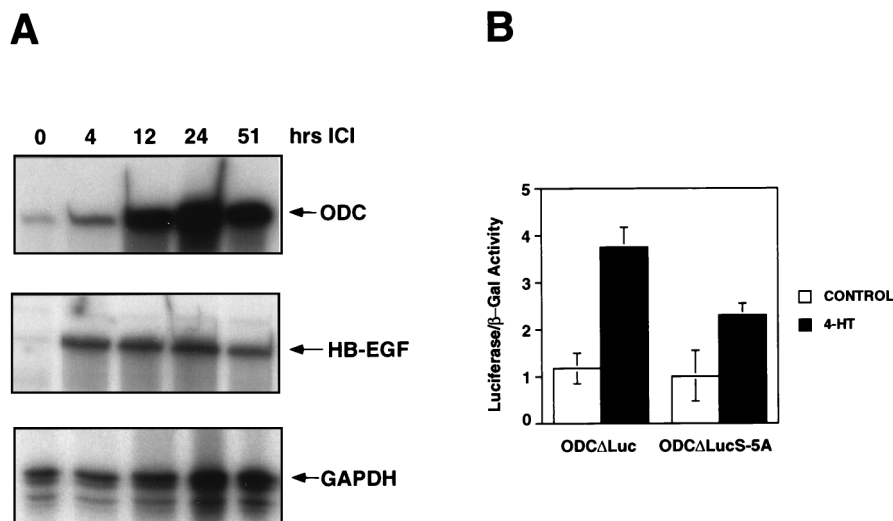 A
0 4 12 24 51 hrs ICI
ODC
HB-EGF
GAPDH
B
Luciferase/β-Gal Activity
5
4
3
2
1
0
ODCΔLuc ODCΔLucS-5A
CONTROL
4-HT